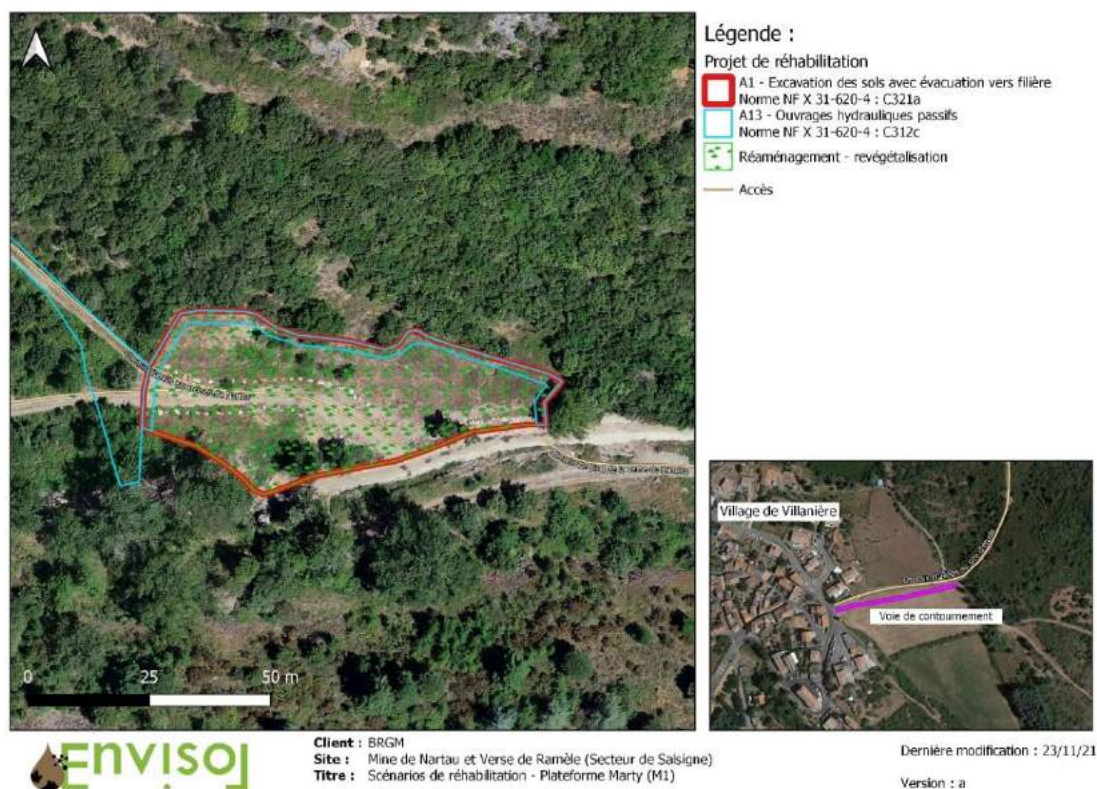 Légende :
Projet de réhabilitation
A1 - Excavation des sols avec évacuation vers filière
Norme NF X 31-620-4 : C321a
A13 - Ouvrages hydrauliques passifs
Norme NF X 31-620-4 : C312c
Réaménagement - revégétalisation
Accès
0 25 50 m
Village de Villanière
Voie de contournement
Envisol
Client : BRGM
Site : Mine de Nartau et Verse de Ramèle (Secteur de Salsigne)
Titre : Scénarios de réhabilitation - Plateforme Marty (M1)
Dernière modification : 23/11/21
Version : a